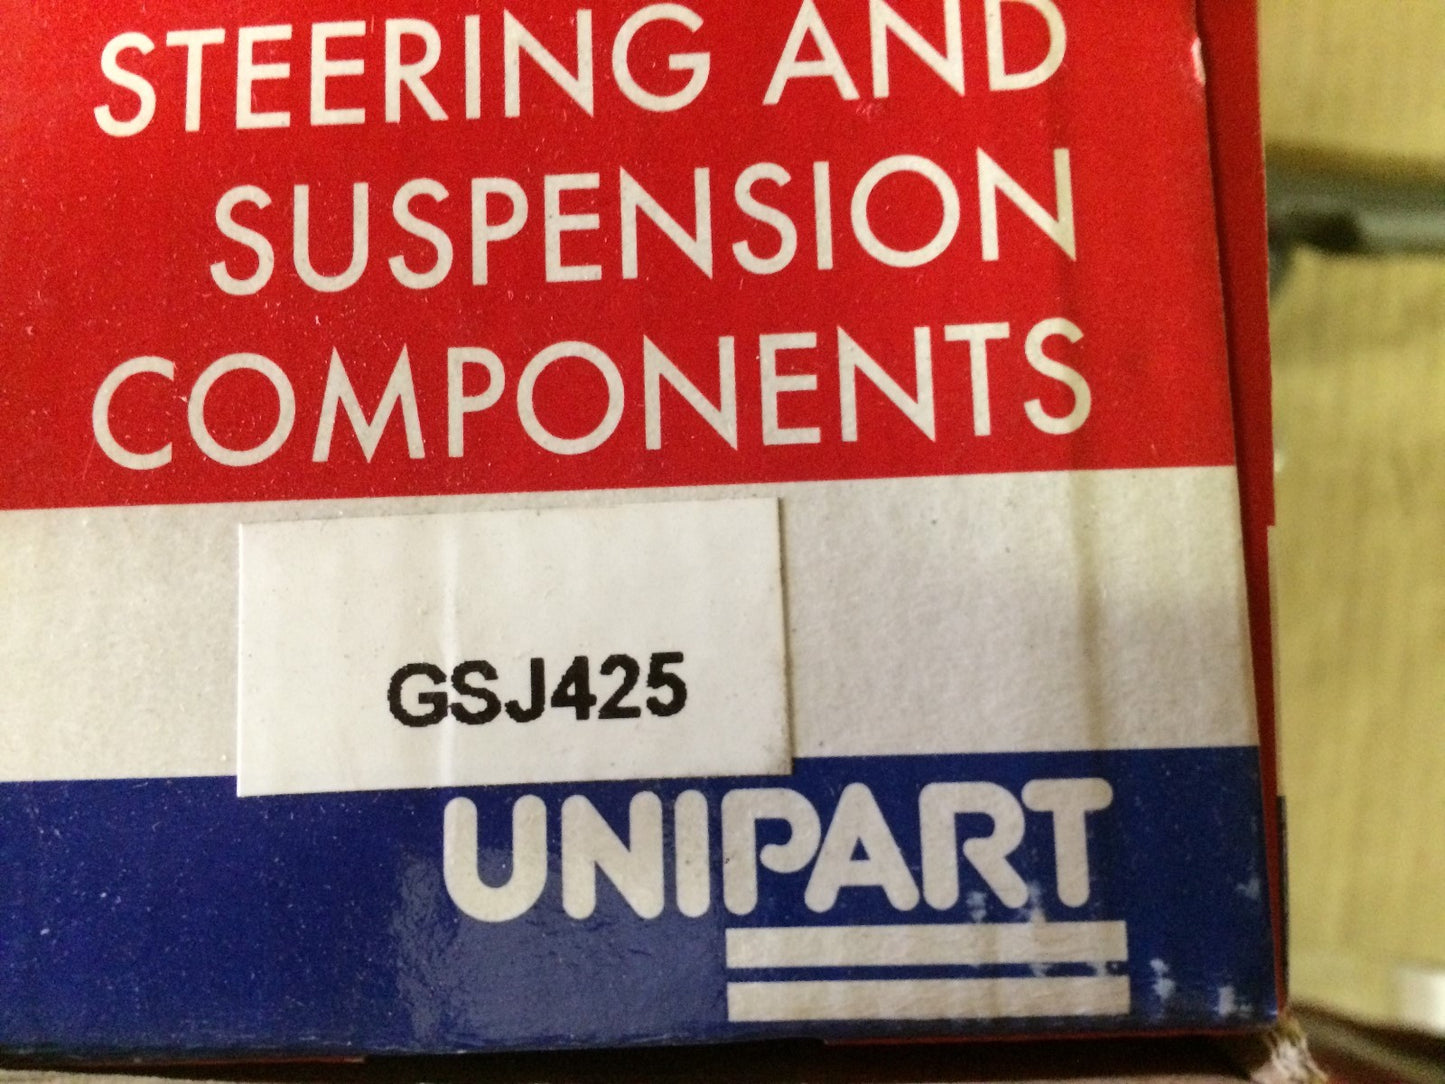 STEERING AND
SUSPENSION
COMPONENTS
GSJ425
UNIPART